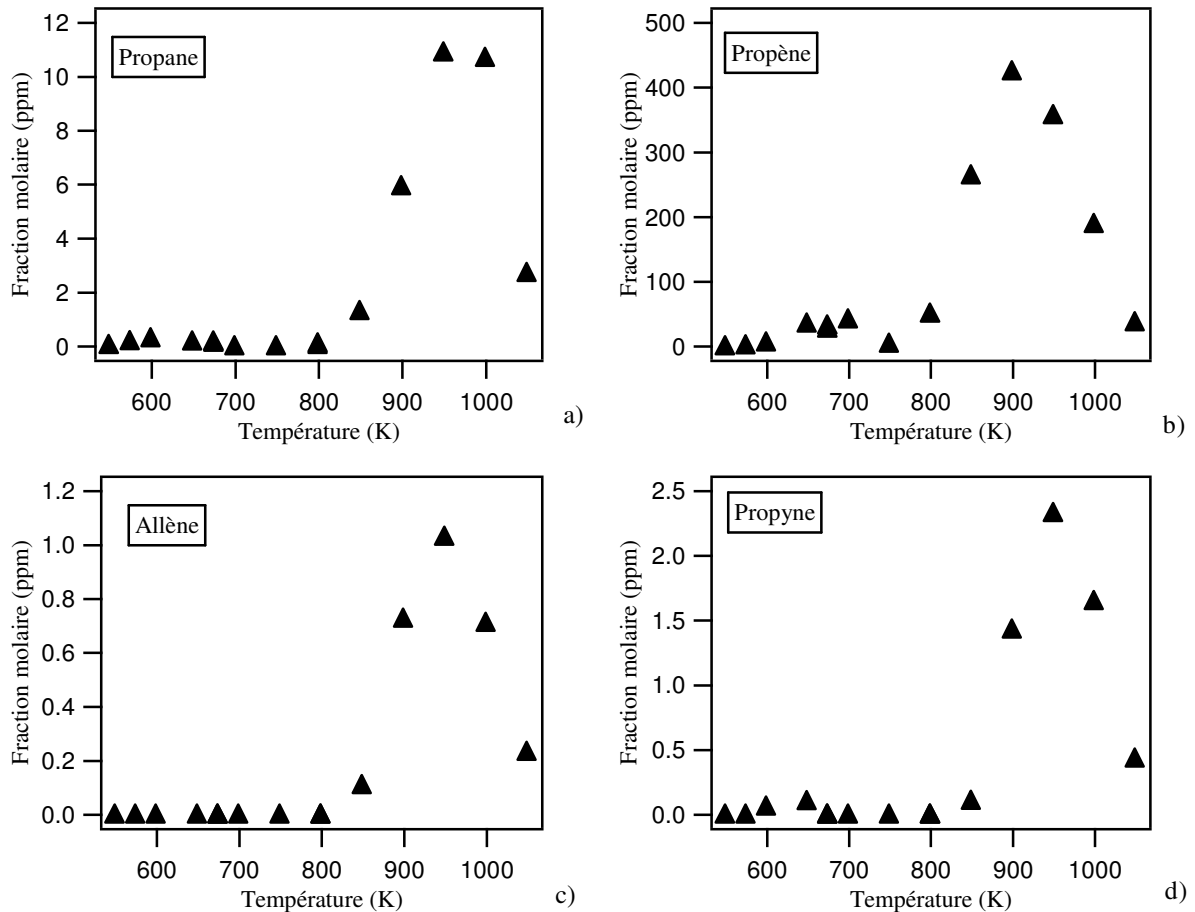 12
10
8
6
4
2
0
Fraction molaire (ppm)
Propane
600 700 800 900 1000
Température (K)
a)
500
400
300
200
100
0
Fraction molaire (ppm)
Propène
600 700 800 900 1000
Température (K)
b)
1.2
1.0
0.8
0.6
0.4
0.2
0.0
Fraction molaire (ppm)
Allène
600 700 800 900 1000
Température (K)
c)
2.5
2.0
1.5
1.0
0.5
0.0
Fraction molaire (ppm)
Propyne
600 700 800 900 1000
Température (K)
d)